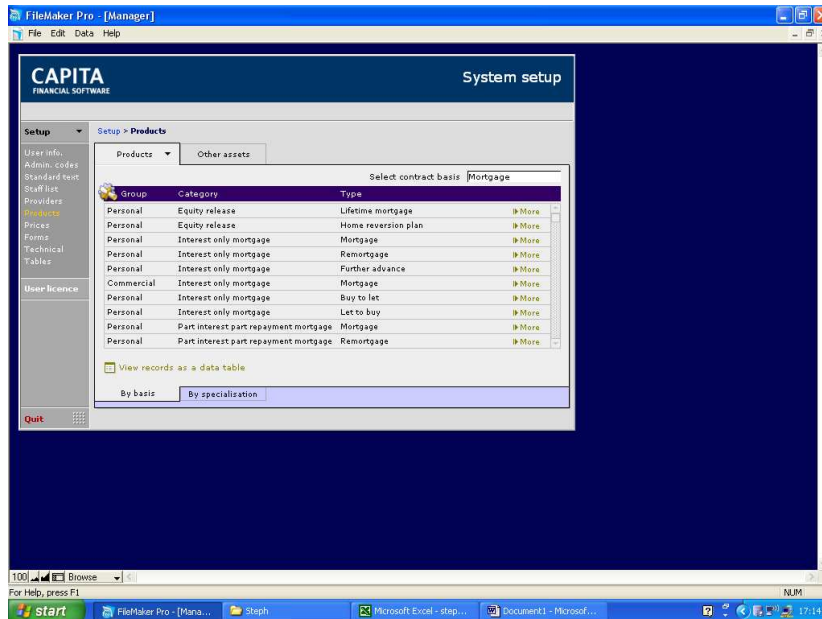 FileMaker Pro - [Manager]
File Edit Data Help
CAPITA
FINANCIAL SOFTWARE
System setup
Setup
Setup > Products
User info.
Admin. codes
Standard text
Staff list
Providers
Products
Prices
Forms
Technical
Tables
User licence
Quit
Products Other assets
Select contract basis Mortgage
Group Category Type
Personal Equity release Lifetime mortgage More
Personal Equity release Home reversion plan More
Personal Interest only mortgage Mortgage More
Personal Interest only mortgage Remortgage More
Personal Interest only mortgage Further advance More
Commercial Interest only mortgage Mortgage More
Personal Interest only mortgage Buy to let More
Personal Interest only mortgage Let to buy More
Personal Part interest part repayment mortgage Mortgage More
Personal Part interest part repayment mortgage Remortgage More
View records as a data table
By basis By specialisation
100 Browse
For Help, press F1 NUM
start FileMaker Pro - [Mana... Steph Microsoft Excel - step... Document1 - Microsof... 17:14